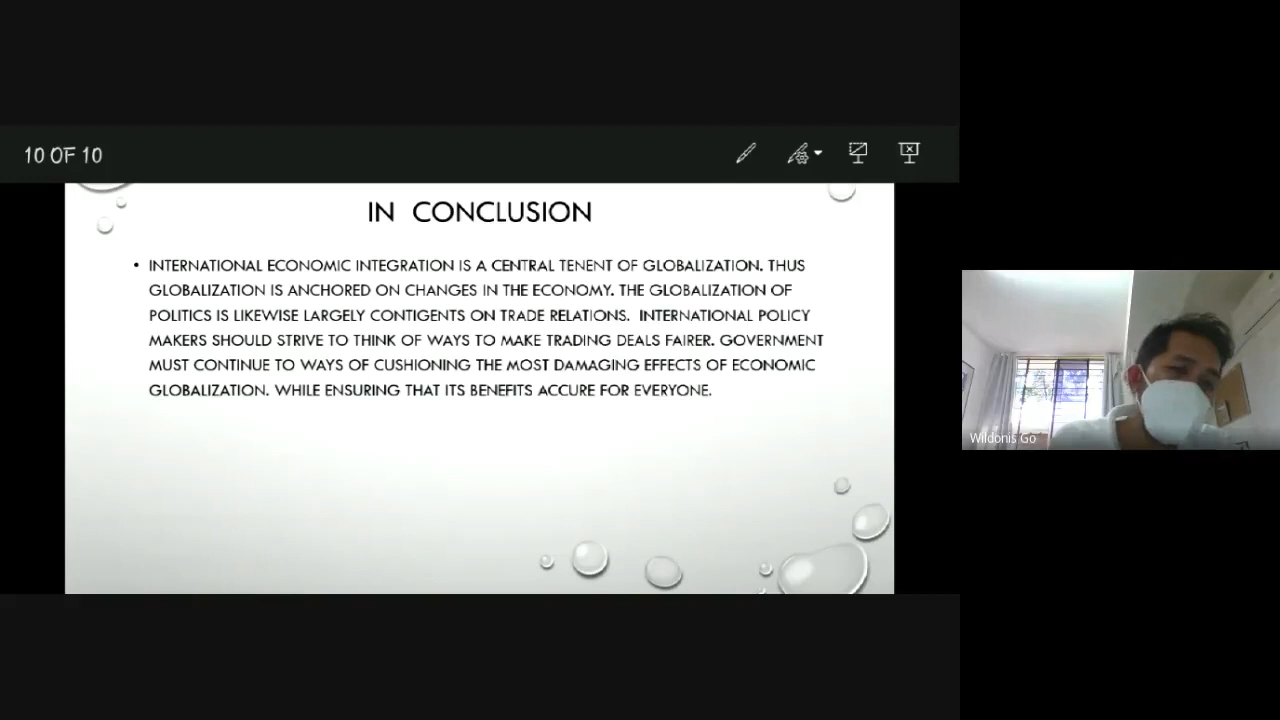 10 OF 10
IN CONCLUSION
• INTERNATIONAL ECONOMIC INTEGRATION IS A CENTRAL TENENT OF GLOBALIZATION. THUS
GLOBALIZATION IS ANCHORED ON CHANGES IN THE ECONOMY. THE GLOBALIZATION OF
POLITICS IS LIKEWISE LARGELY CONTIGENTS ON TRADE RELATIONS. INTERNATIONAL POLICY
MAKERS SHOULD STRIVE TO THINK OF WAYS TO MAKE TRADING DEALS FAIRER. GOVERNMENT
MUST CONTINUE TO WAYS OF CUSHIONING THE MOST DAMAGING EFFECTS OF ECONOMIC
GLOBALIZATION. WHILE ENSURING THAT ITS BENEFITS ACCURE FOR EVERYONE.
Wildonis Go